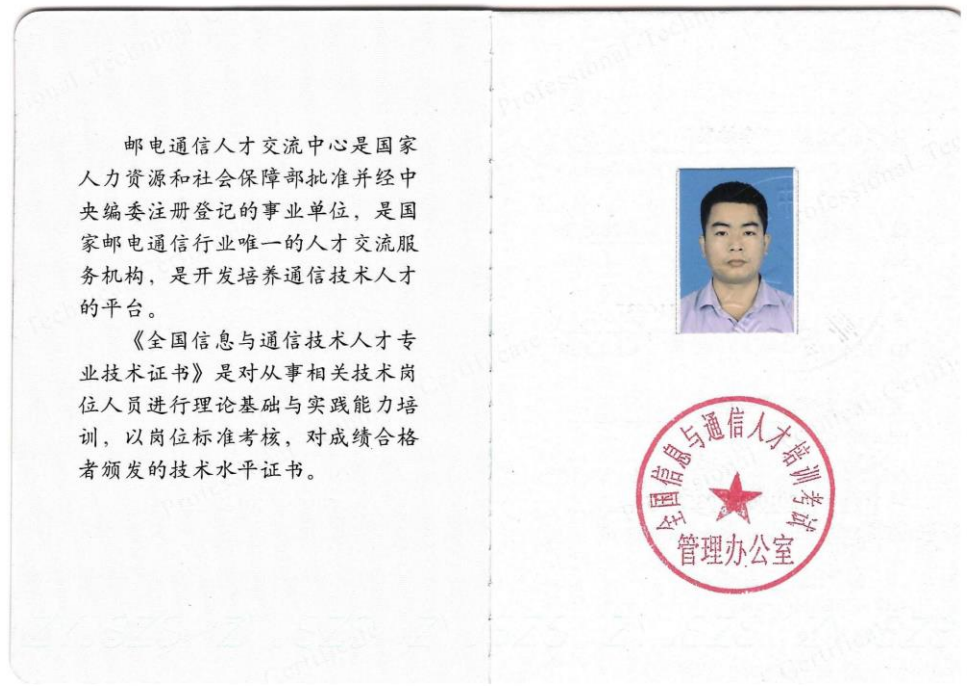 邮电通信人才交流中心是国家
人力资源和社会保障部批准并经中
央编委注册登记的事业单位，是国
家邮电通信行业唯一的人才交流服
务机构，是开发培养通信技术人才
的平台。
《全国信息与通信技术人才专
业技术证书》是对从事相关技术岗
位人员进行理论基础与实践能力培
训，以岗位标准考核，对成绩合格
者颁发的技术水平证书。
全国信息与通信人才培训考试
管理办公室